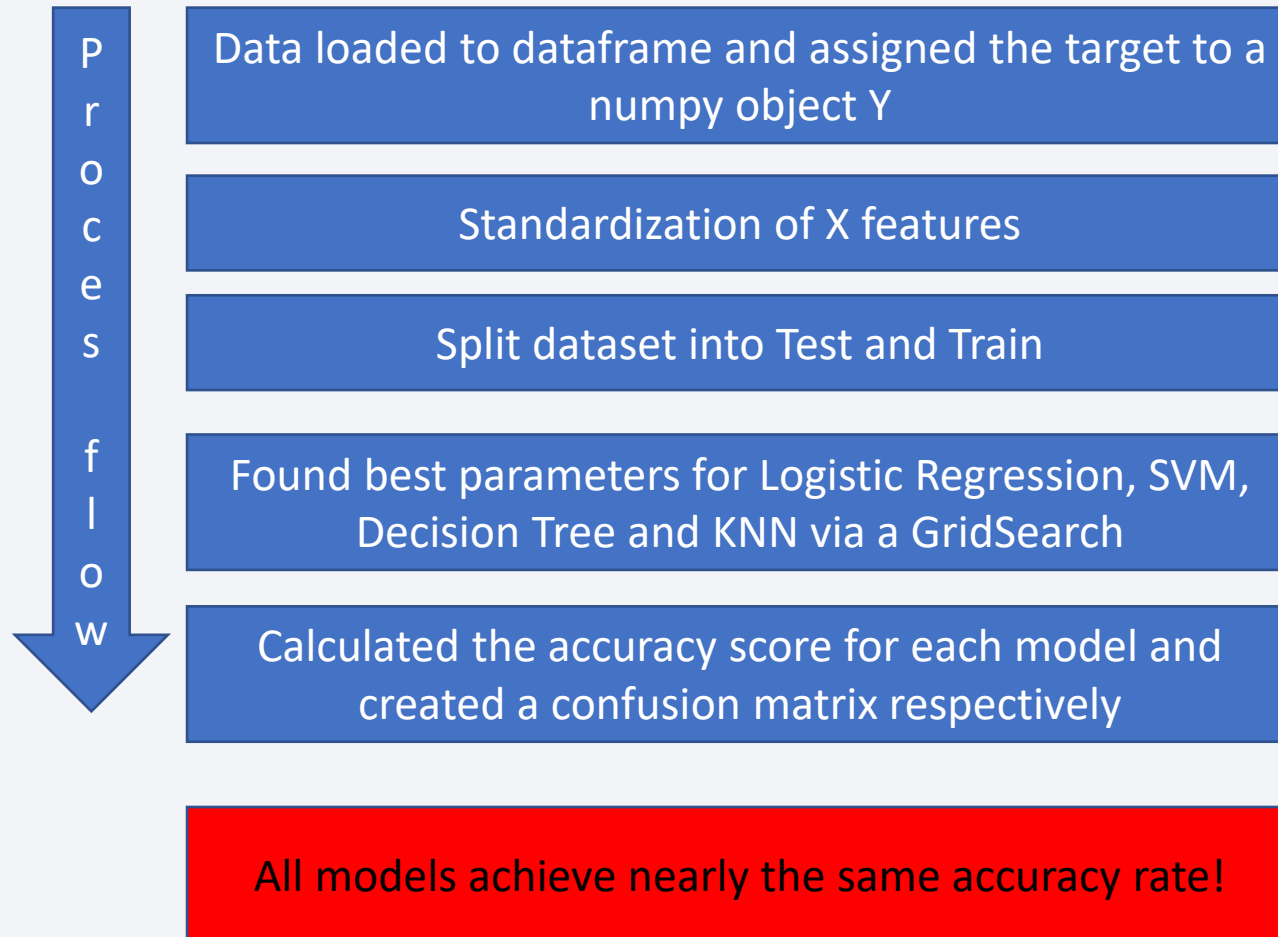 Process flow
Data loaded to dataframe and assigned the target to a
numpy object Y
Standardization of X features
Split dataset into Test and Train
Found best parameters for Logistic Regression, SVM,
Decision Tree and KNN via a GridSearch
Calculated the accuracy score for each model and
created a confusion matrix respectively
All models achieve nearly the same accuracy rate!